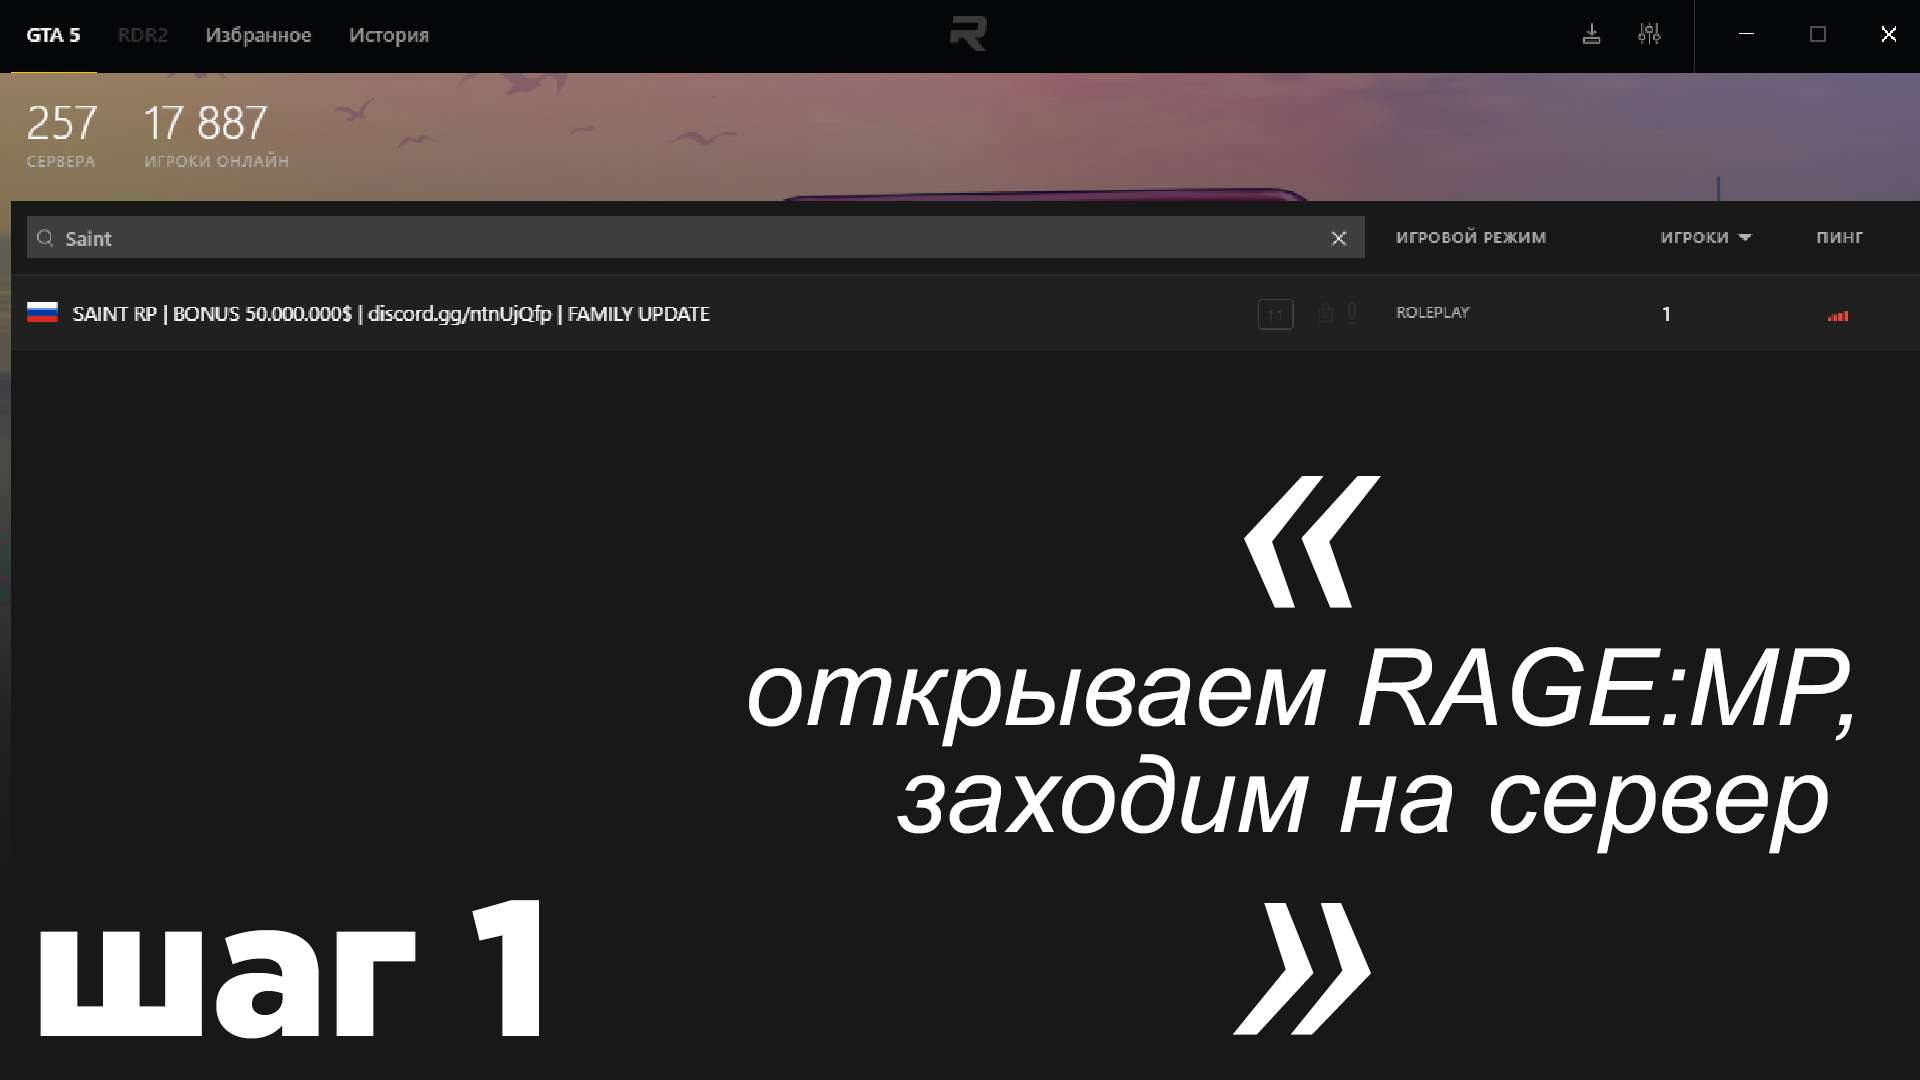 GTA 5 RDR2 Избранное История
257 17 887
СЕРВЕРА ИГРОКИ ОНЛАЙН
Saint ИГРОВОЙ РЕЖИМ ИГРОКИ ПИНГ
SAINT RP | BONUS 50.000.000$ | discord.gg/ntnUjQfp | FAMILY UPDATE 11 ROLEPLAY 1
«
открываем RAGE:MP,
заходим на сервер
»
шаг 1